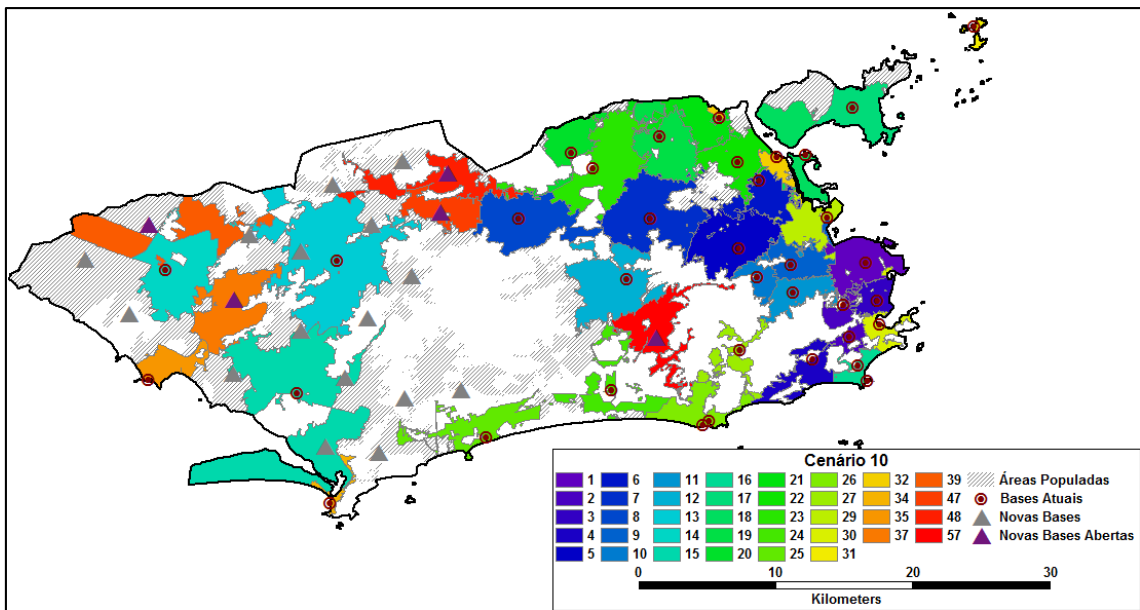 Cenário 10
1 6 11 16 21 26 32 39 Áreas Populadas
2 7 12 17 22 27 34 47 Bases Atuais
3 8 13 18 23 29 35 48 Novas Bases
4 9 14 19 24 30 37 57 Novas Bases Abertas
5 10 15 20 25 31
0 10 20 30
Kilometers